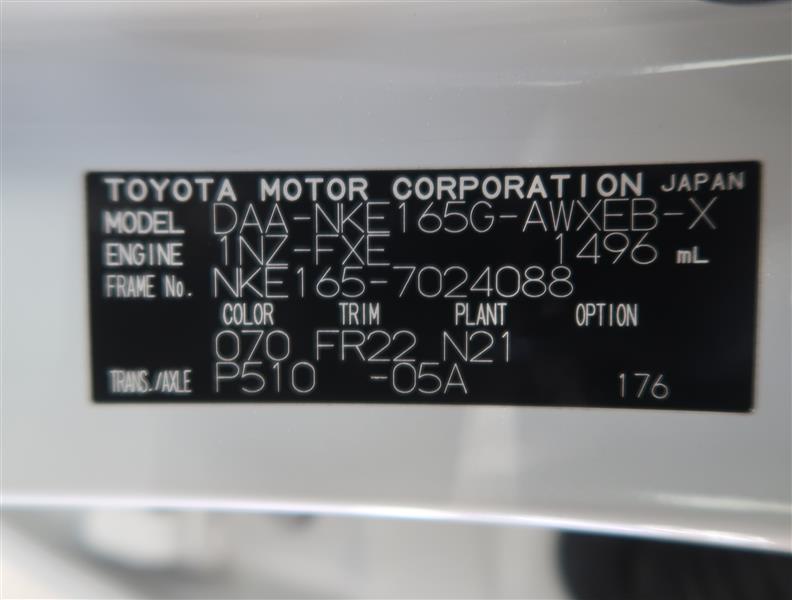 TOYOTA MOTOR CORPORATION JAPAN
MODEL DAA-NKE165G-AWXEB-X
ENGINE 1NZ-FXE 1496 mL
FRAME No. NKE165-7024088
COLOR TRIM PLANT OPTION
070 FR22 N21
TRANS./AXLE P510 -05A 176